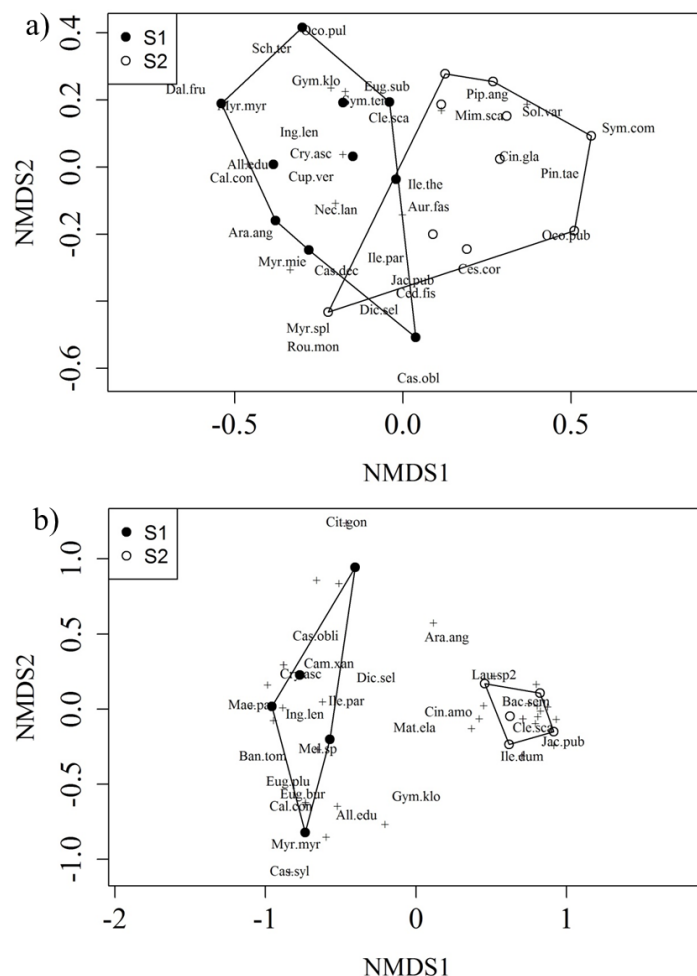 a)
S1
S2
0.4
0.2
0.0
-0.2
-0.4
-0.6
NMDS2
Oco.pul
Sch.ter
Gym.klo
Eug.sub
Dal.fru
Myr.myr
Cle.sca
Ing.len
Cry.asc
All.edu
Cal.con
Cup.ver
Nec.lan
Ara.ang
Myr.mie
Cas.dec
Pip.ang
Mim.sca
Sol.var
Sym.com
Cin.gla
Pin.tae
Ile.the
Aur.fas
Oco.pub
Ile.par
Ces.cor
Jac.pub
Ced.fis
Dic.sel
Myr.spl
Rou.mon
Cas.obl
-0.5
0.0
0.5
NMDS1
b)
S1
S2
1.0
0.5
0.0
-0.5
-1.0
NMDS2
Cit.gon
Ara.ang
Cas.obli
Cam.xan
Cry.asc
Dic.sel
Lau.sp2
Ile.par
Ing.len
Cin.amo
Bac.sem
Mat.ela
Cle.sca
Mel.sp
Jac.pub
Ban.tom
Ile.dum
Eug.plu
Eug.bur
Gym.klo
Cal.con
All.edu
Myr.myr
Cas.syl
-2
-1
0
1
NMDS1